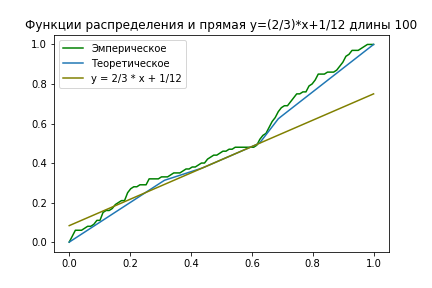 Функции распределения и прямая y=(2/3)*x+1/12 длины 100
Эмперическое
Теоретическое
y = 2/3 * x + 1/12
1.0
0.8
0.6
0.4
0.2
0.0
0.0 0.2 0.4 0.6 0.8 1.0